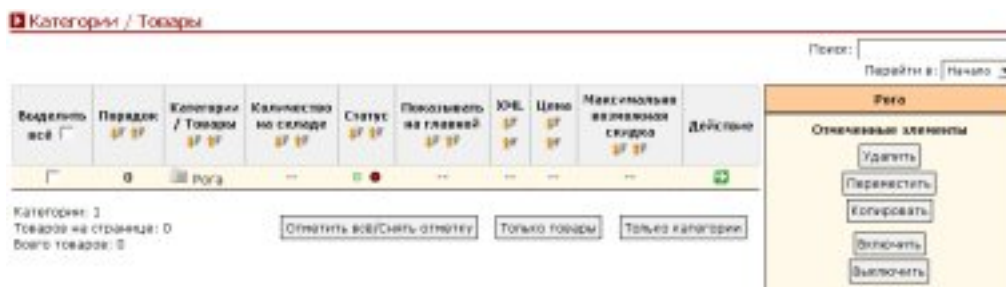 Категории / Товары
Поиск:
Перейти в: Начало
Выделить всё
Порядок
Категории / Товары
Количество на складе
Статус
Показывать на главной
XML
Цена
Максимально возможная скидка
Действие
0 Рога -- -- -- -- --
Категории: 1
Товаров на странице: 0
Всего товаров: 0
Отметить всё/Снять отметку
Только товары
Только категории
Рога
Отмеченные элементы
Удалить
Переместить
Копировать
Включить
Выключить